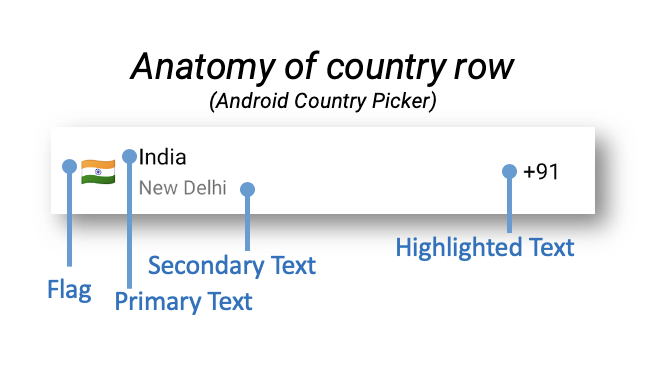 Anatomy of country row
(Android Country Picker)
India
New Delhi
+91
Highlighted Text
Secondary Text
Flag
Primary Text